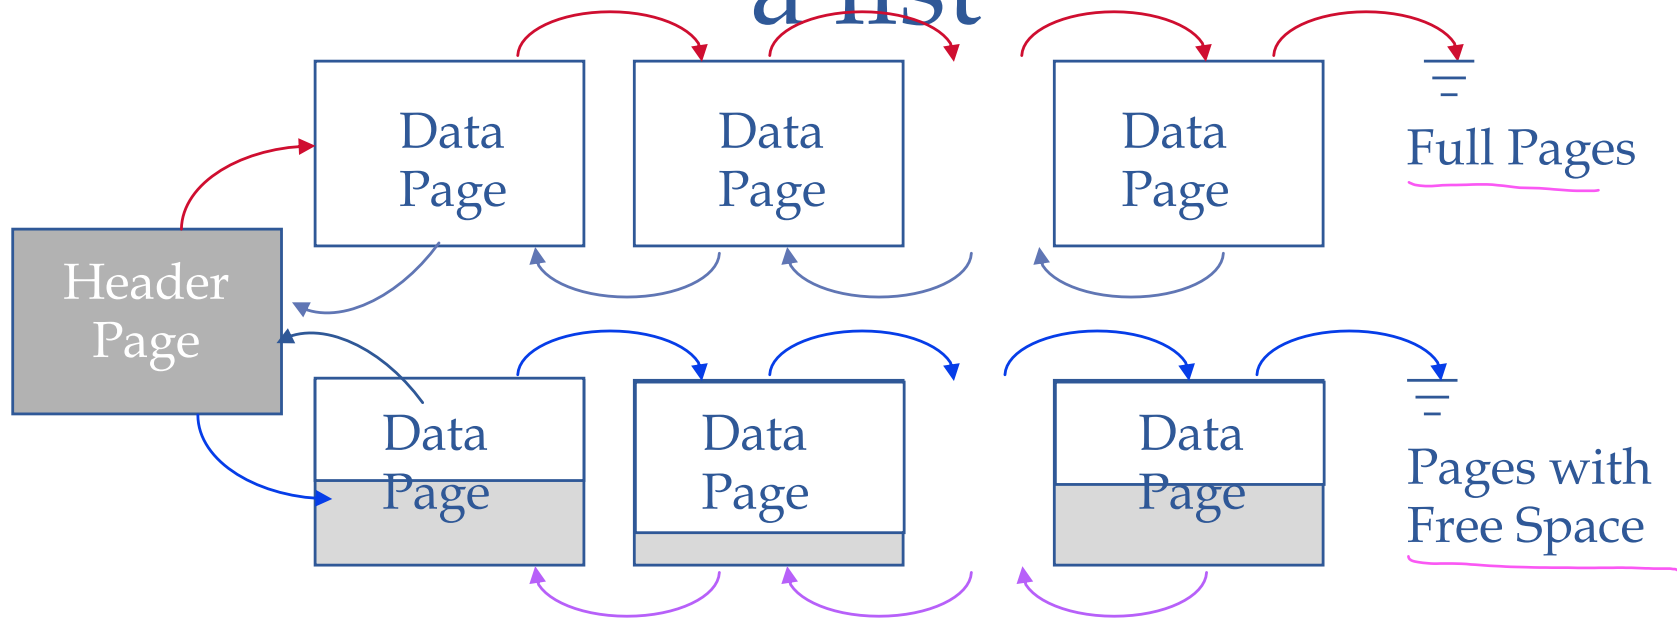 a list
Data
Page
Data
Page
Data
Page
Full Pages
Header
Page
Data
Page
Data
Page
Data
Page
Pages with
Free Space